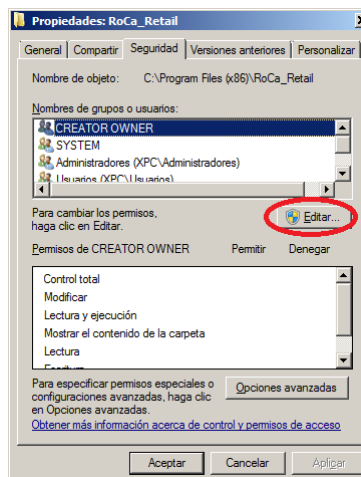 Propiedades: RoCa_Retail
General Compartir Seguridad Versiones anteriores Personalizar
Nombre de objeto: C:\Program Files (x86)\RoCa_Retail
Nombres de grupos o usuarios:
CREATOR OWNER
SYSTEM
Administradores (XPC\Administradores)
Usuarios (XPC\Usuarios)
Para cambiar los permisos,
haga clic en Editar.
Editar...
Permisos de CREATOR OWNER Permitir Denegar
Control total
Modificar
Lectura y ejecución
Mostrar el contenido de la carpeta
Lectura
Escritura
Para especificar permisos especiales o
configuraciones avanzadas, haga clic
en Opciones avanzadas.
Opciones avanzadas
Obtener más información acerca de control y permisos de acceso
Aceptar Cancelar Aplicar